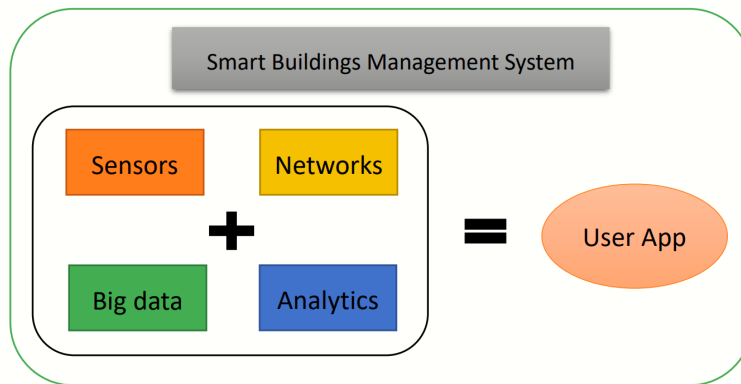 Smart Buildings Management System
Sensors
Networks
+
Big data
Analytics
=
User App